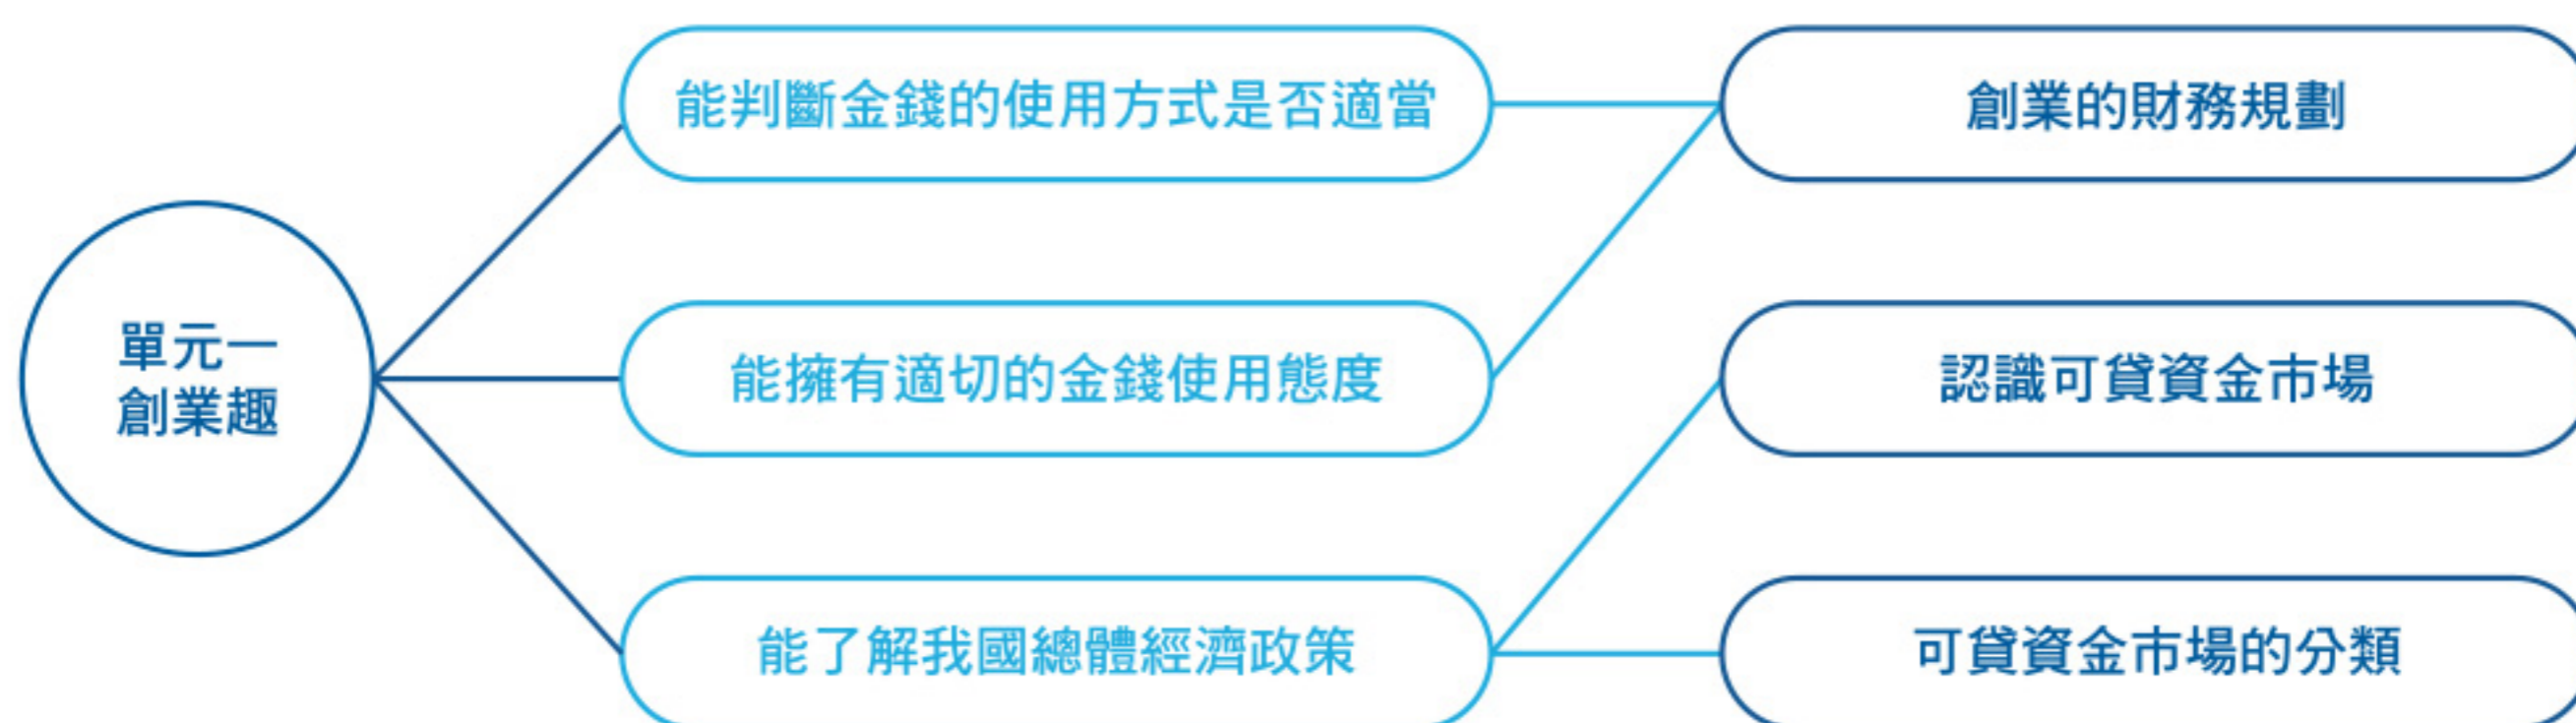 單元一
創業趣
能判斷金錢的使用方式是否適當
能擁有適切的金錢使用態度
能了解我國總體經濟政策
創業的財務規劃
認識可貸資金市場
可貸資金市場的分類